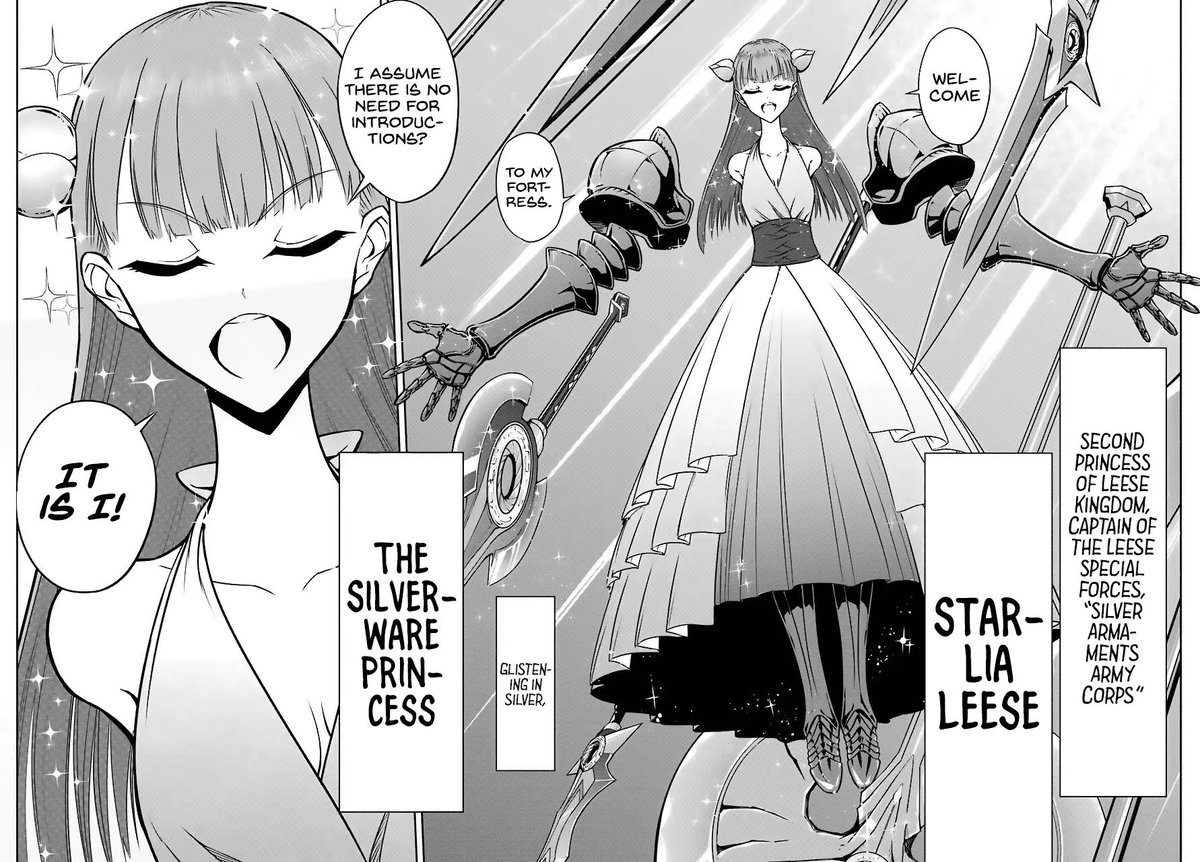 WEL-
COME
TO MY
FORT-
RESS.
SECOND
PRINCESS
OF LEESE
KINGDOM,
CAPTAIN OF
THE LEESE
SPECIAL
FORCES,
"SILVER
ARMA-
MENTS
ARMY
CORPS"
STAR-
LIA
LEESE
GLISTEN-
ING IN
SILVER,
THE
SILVER-
WARE
PRIN-
CESS
I ASSUME
THERE IS NO
NEED FOR
INTRODUC-
TIONS?
IT
IS I!